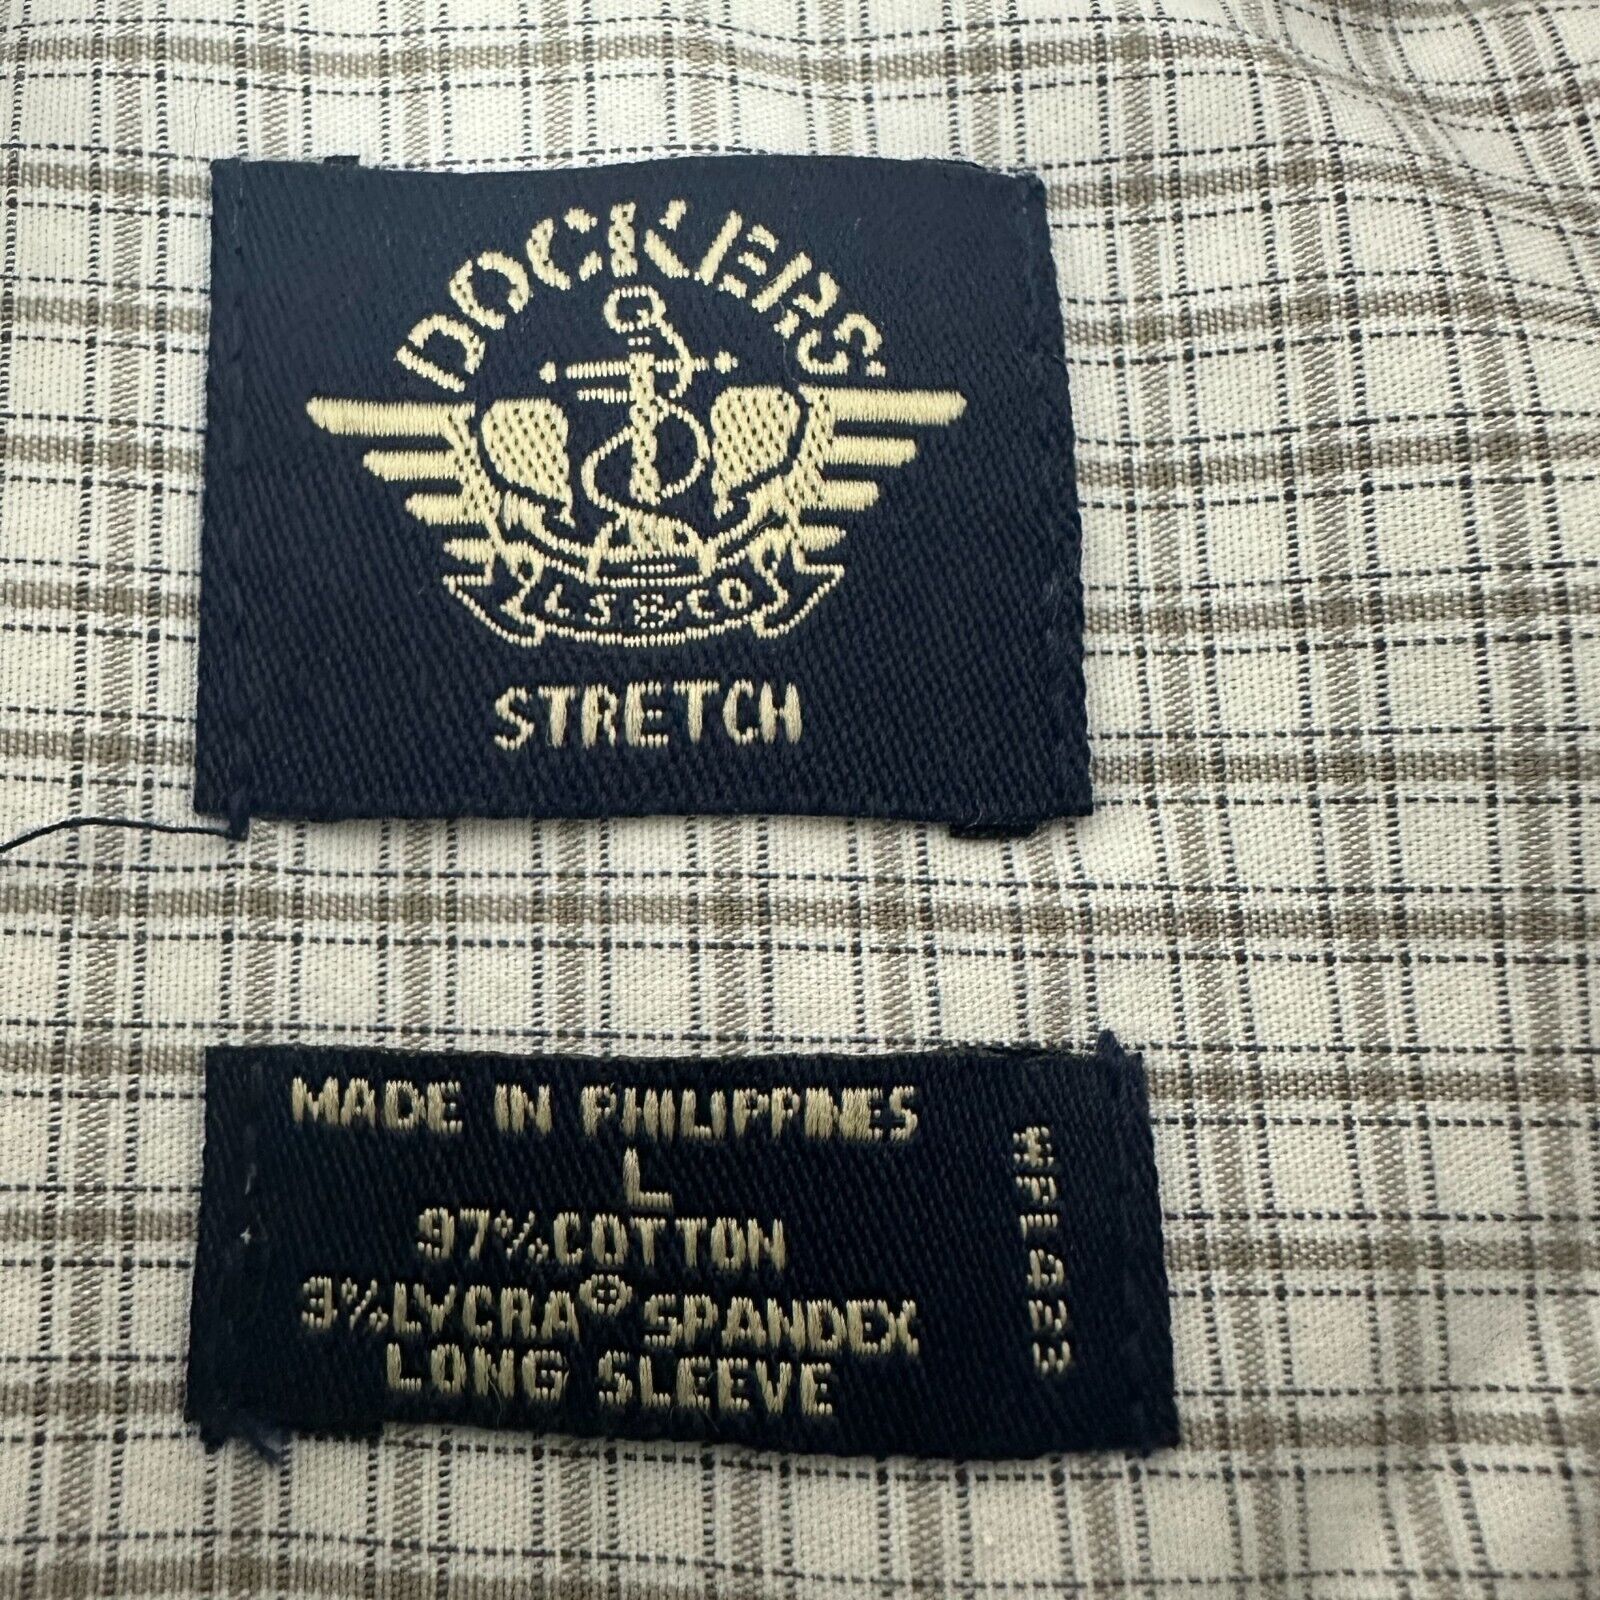 DOCKERS
LS&CO
STRETCH
MADE IN PHILIPPINES
L
97% COTTON
3% LYCRA® SPANDEX
LONG SLEEVE